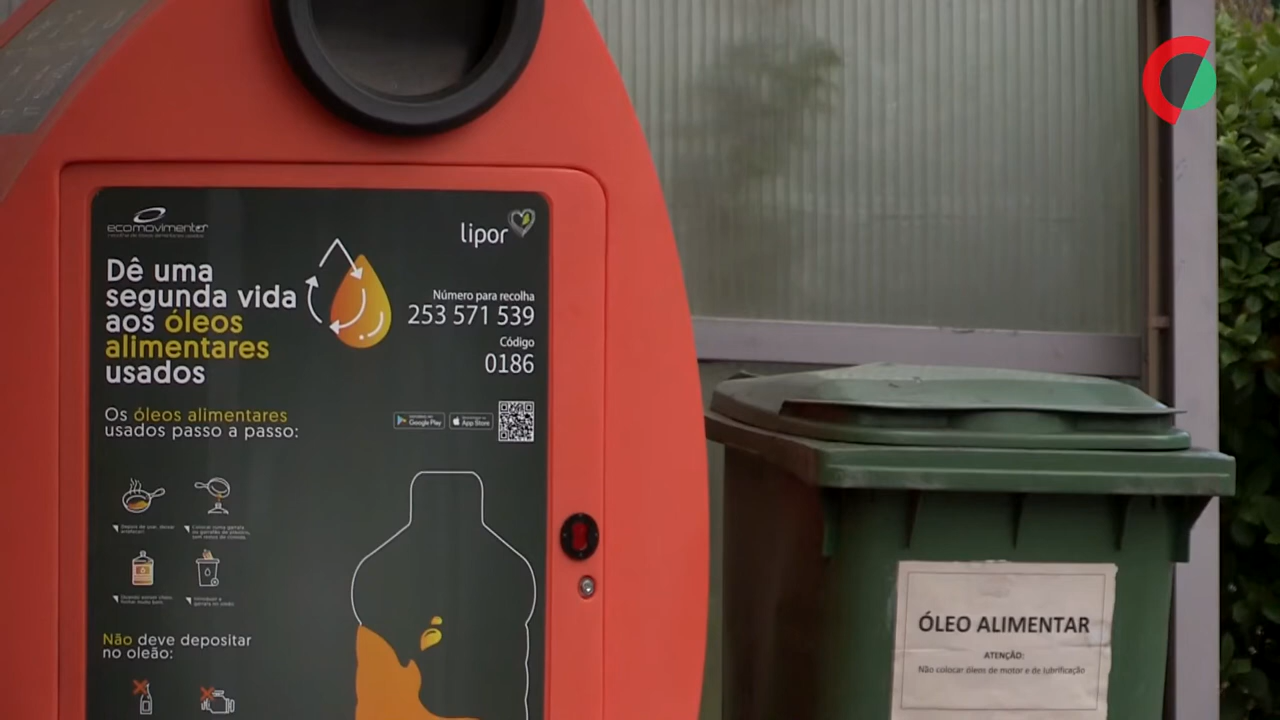 ecomovimento
lipor
Dê uma
segunda vida
aos óleos
alimentares
usados
Número para recolha
253 571 539
Código
0186
Os óleos alimentares
usados passo a passo:
Google Play
App Store
Não deve depositar
no oleão:
ÓLEO ALIMENTAR
ATENÇÃO:
Não colocar óleos de motor e de lubrificação